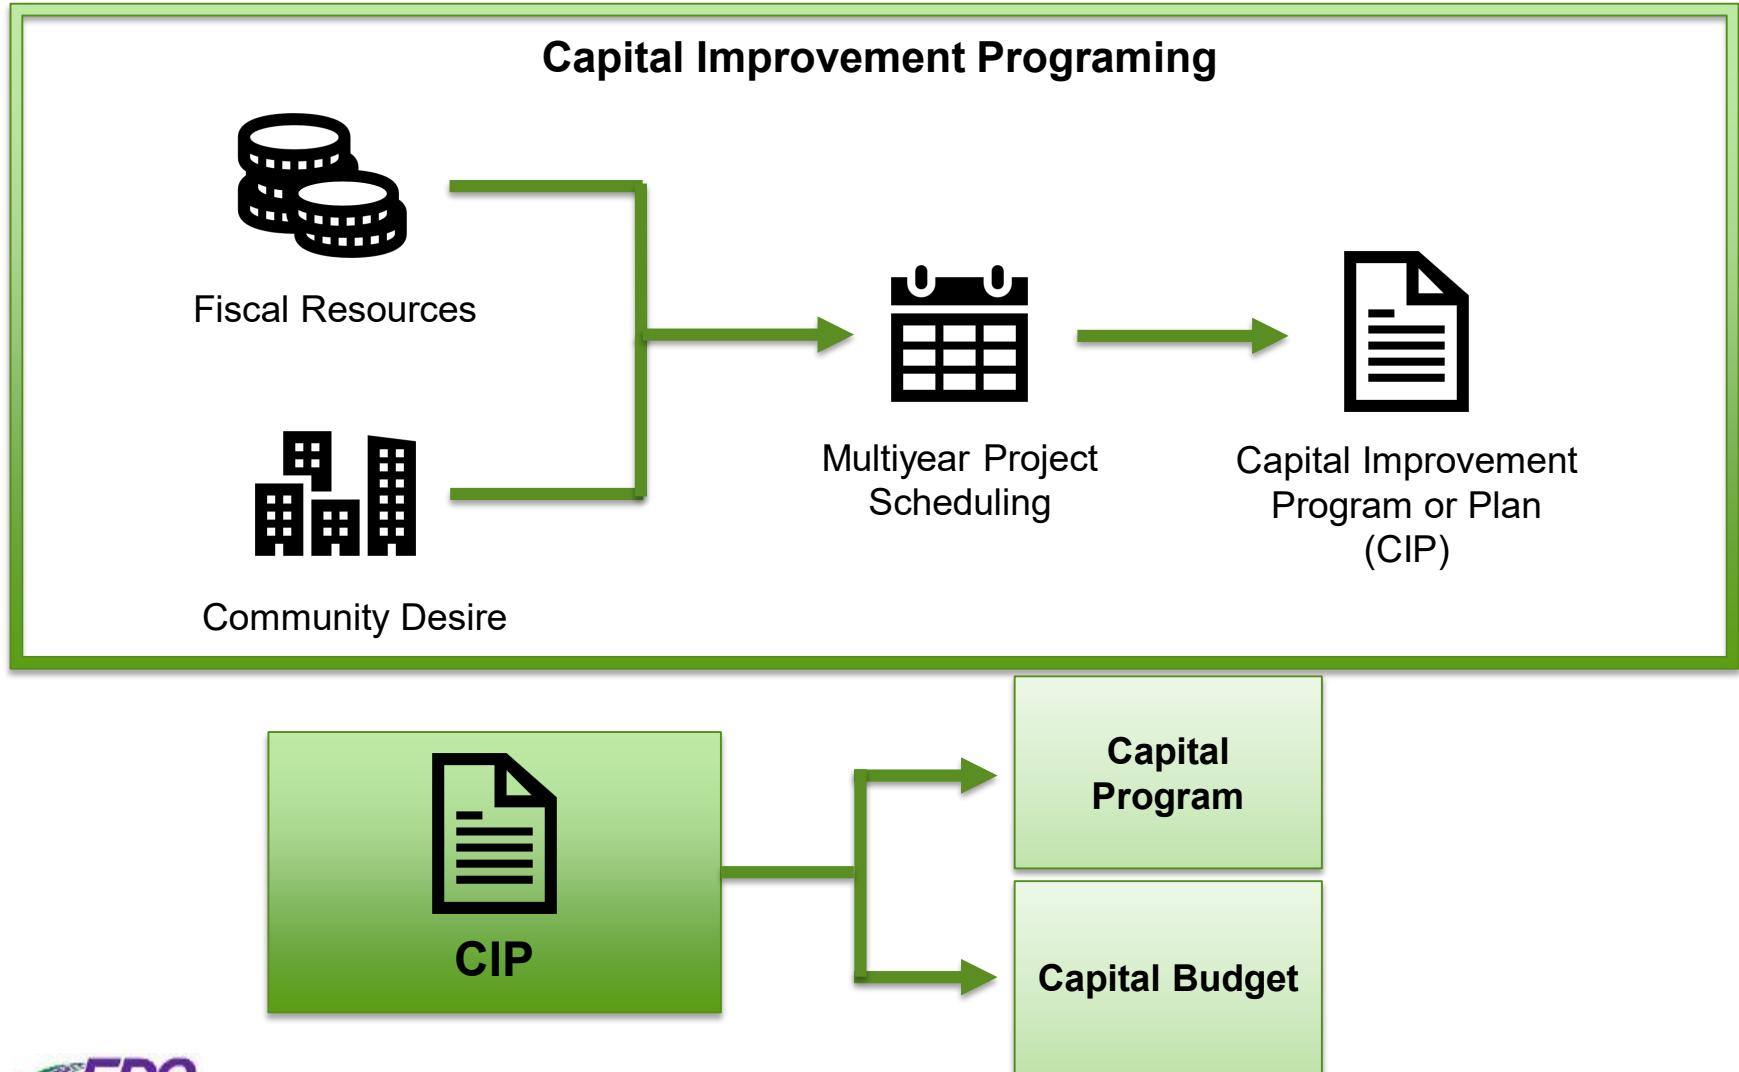 Capital Improvement Programing
Fiscal Resources
Community Desire
Multiyear Project
Scheduling
Capital Improvement
Program or Plan
(CIP)
CIP
Capital
Program
Capital Budget